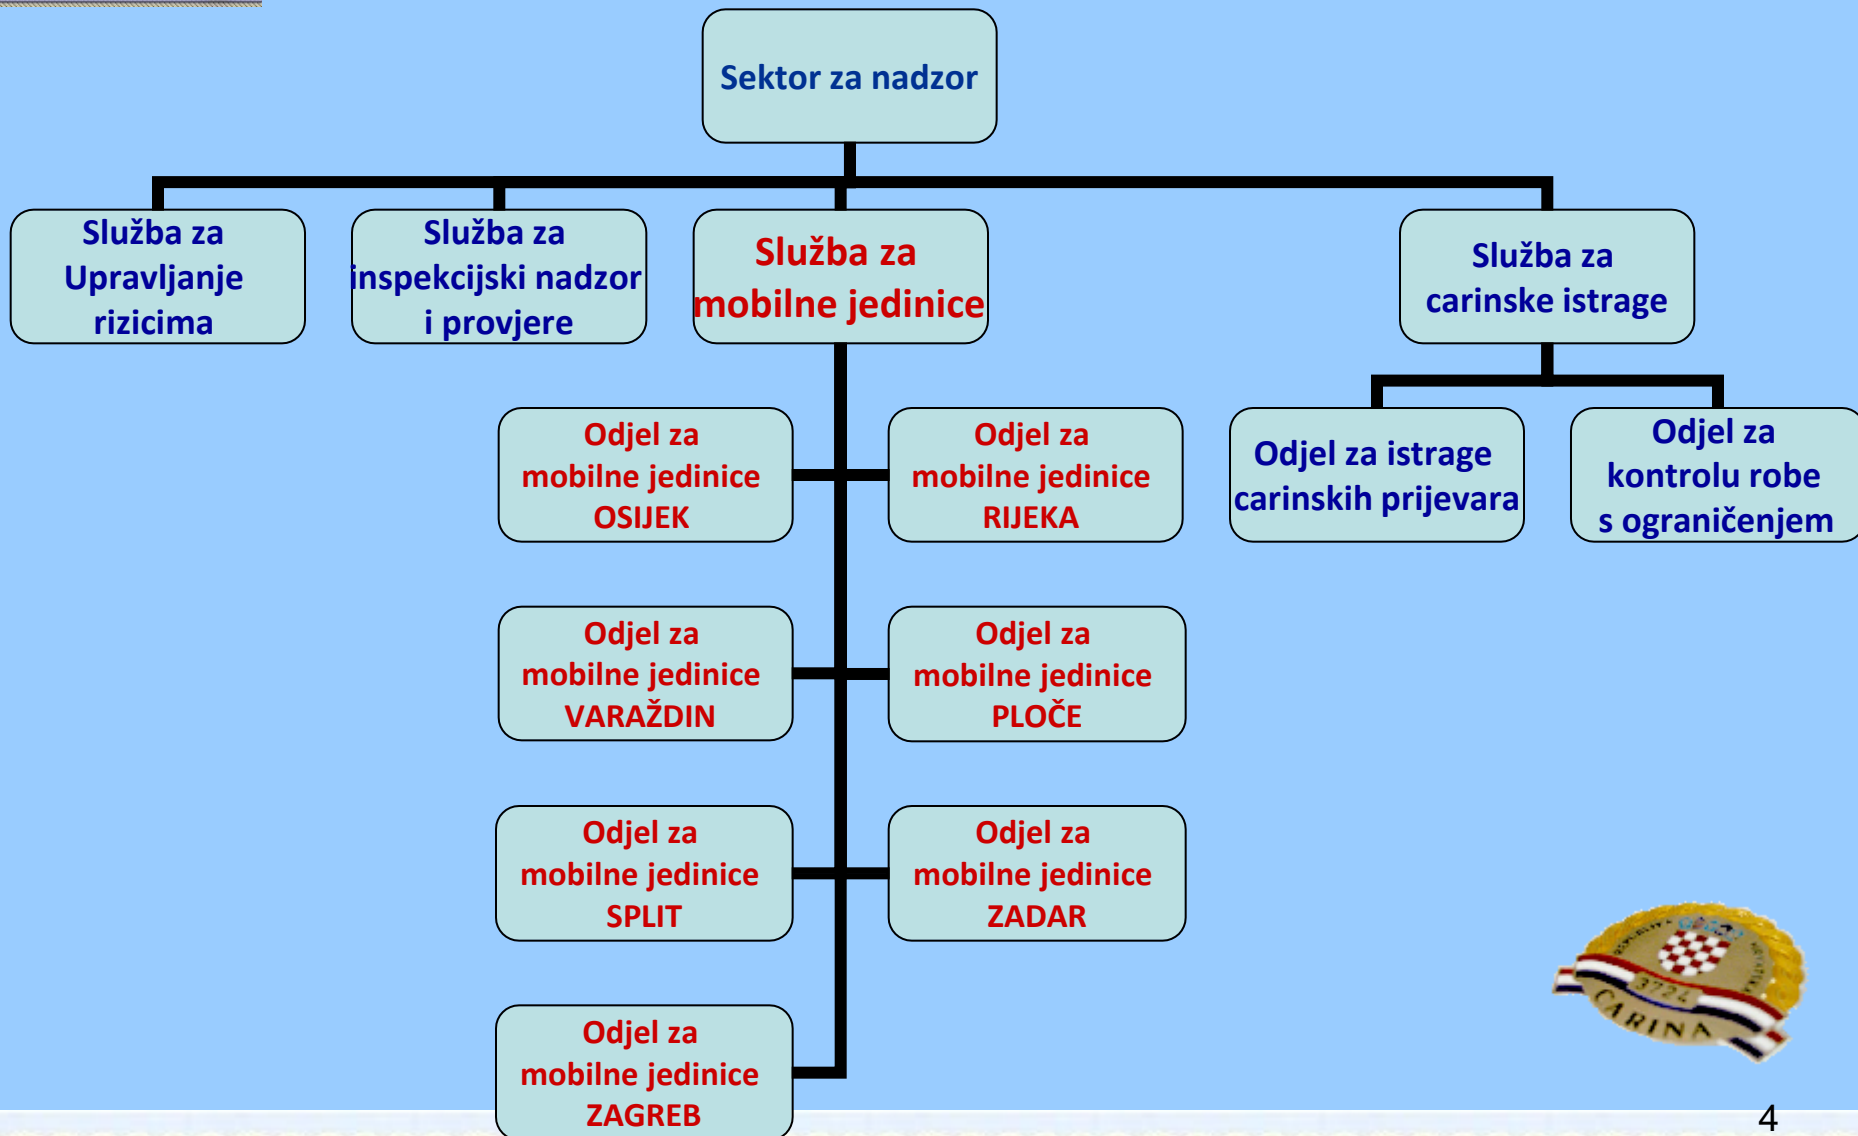 Sektor za nadzor
Služba za
Upravljanje
rizicima
Služba za
inspekcijski nadzor
i provjere
Služba za
mobilne jedinice
Služba za
carinske istrage
Odjel za
mobilne jedinice
OSIJEK
Odjel za
mobilne jedinice
RIJEKA
Odjel za istrage
carinskih prijevara
Odjel za
kontrolu robe
s ograničenjem
Odjel za
mobilne jedinice
VARAŽDIN
Odjel za
mobilne jedinice
PLOČE
Odjel za
mobilne jedinice
SPLIT
Odjel za
mobilne jedinice
ZADAR
Odjel za
mobilne jedinice
ZAGREB
REPUBLIKA HRVATSKA
3724
CARINA
4